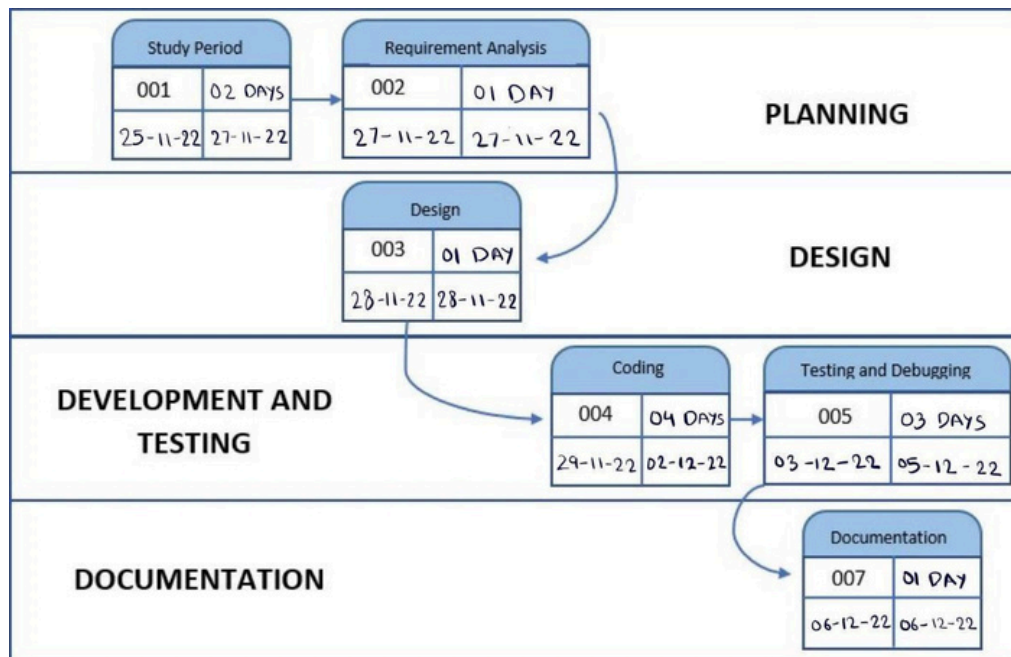 Study Period
001 02 DAYS
25-11-22 27-11-22
Requirement Analysis
002 01 DAY
27-11-22 27-11-22
PLANNING
Design
003 01 DAY
28-11-22 28-11-22
DESIGN
DEVELOPMENT AND
TESTING
Coding
004 04 DAYS
29-11-22 02-12-22
Testing and Debugging
005 03 DAYS
03-12-22 05-12-22
DOCUMENTATION
Documentation
007 01 DAY
06-12-22 06-12-22